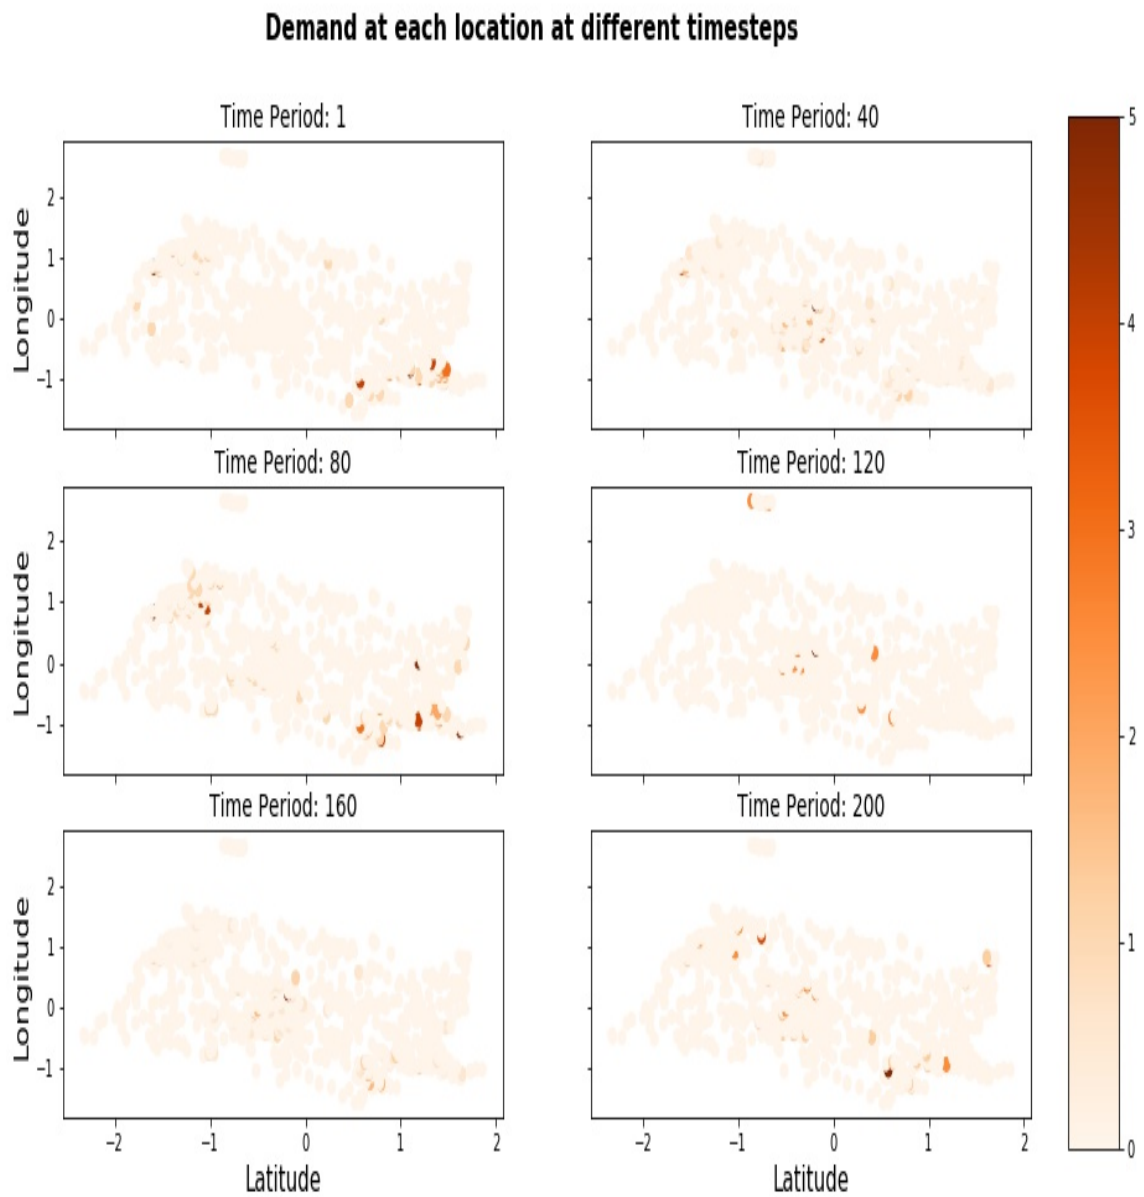 Demand at each location at different timesteps
Time Period: 1
Time Period: 40
5
2
1
0
−1
Longitude
4
Time Period: 80
Time Period: 120
3
2
1
0
−1
Longitude
2
Time Period: 160
Time Period: 200
2
1
0
−1
Longitude
1
0
−2
−1
0
1
2
−2
−1
0
1
2
Latitude
Latitude